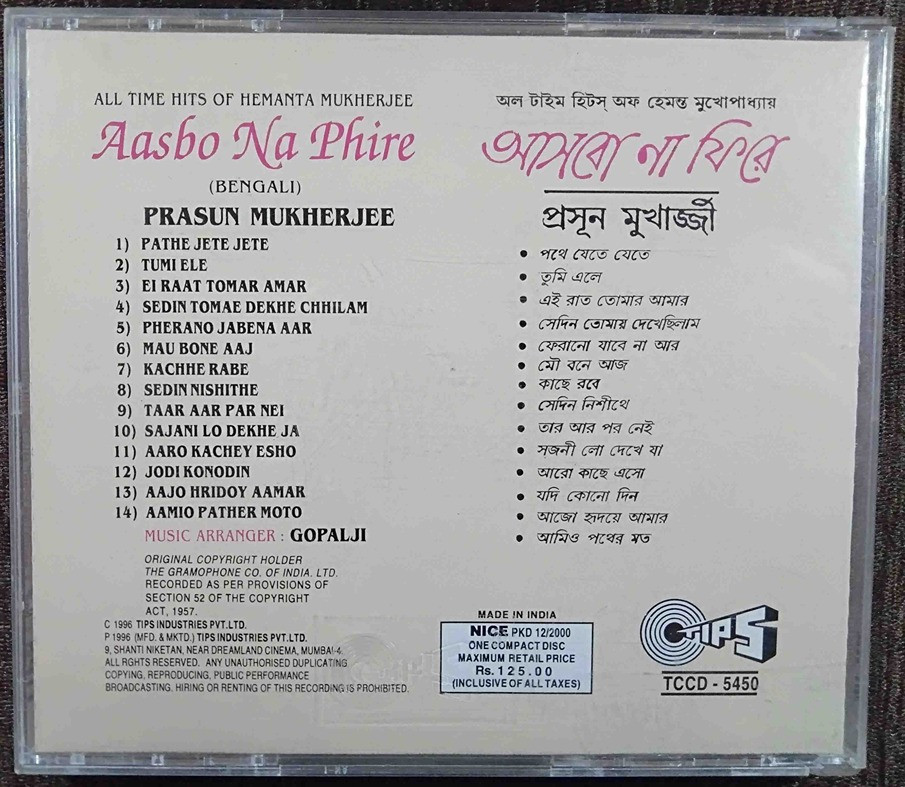 ALL TIME HITS OF HEMANTA MUKHERJEE
Aasbo Na Phire
(BENGALI)
PRASUN MUKHERJEE
1) PATHE JETE JETE
2) TUMI ELE
3) EI RAAT TOMAR AMAR
4) SEDIN TOMAE DEKHE CHHILAM
5) PHERANO JABENA AAR
6) MAU BONE AAJ
7) KACHHE RABE
8) SEDIN NISHITHE
9) TAAR AAR PAR NEI
10) SAJANI LO DEKHE JA
11) AARO KACHEY ESHO
12) JODI KONODIN
13) AAJO HRIDOY AAMAR
14) AAMIO PATHER MOTO
MUSIC ARRANGER : GOPALJI
ORIGINAL COPYRIGHT HOLDER
THE GRAMOPHONE CO. OF INDIA. LTD.
RECORDED AS PER PROVISIONS OF
SECTION 52 OF THE COPYRIGHT
ACT, 1957.
C 1996 TIPS INDUSTRIES PVT.LTD.
P 1996 (MFD. & MKTD.) TIPS INDUSTRIES PVT.LTD.
9, SHANTI NIKETAN, NEAR DREAMLAND CINEMA, MUMBAI-4.
ALL RGHTS RESERVED. ANY UNAUTHORISED DUPLICATING
COPYING, REPRODUCING, PUBLIC PERFORMANCE
BROADCASTING. HIRING OR RENTING OF THIS RECORDING IS PROHIBITED.
অল টাইম হিটস্ অফ হেমন্ত মুখোপাধ্যায়
আসবো না ফিরে
প্রসূন মুখার্জ্জী
• পথে যেতে যেতে
• তুমি এলে
• এই রাত তোমার আমার
• সেদিন তোমায় দেখেছিলাম
• ফেরানো যাবে না আর
• মৌ বনে আজ
• কাছে রবে
• সেদিন নিশীথে
• তার আর পর নেই
• সজনী লো দেখে যা
• আরো কাছে এসো
• যদি কোনো দিন
• আজো হৃদয়ে আমার
• আমিও পথের মত
MADE IN INDIA
NICE PKD 12/2000
ONE COMPACT DISC
MAXIMUM RETAIL PRICE
Rs. 125.00
(INCLUSIVE OF ALL TAXES)
TIPS
TCCD - 5450